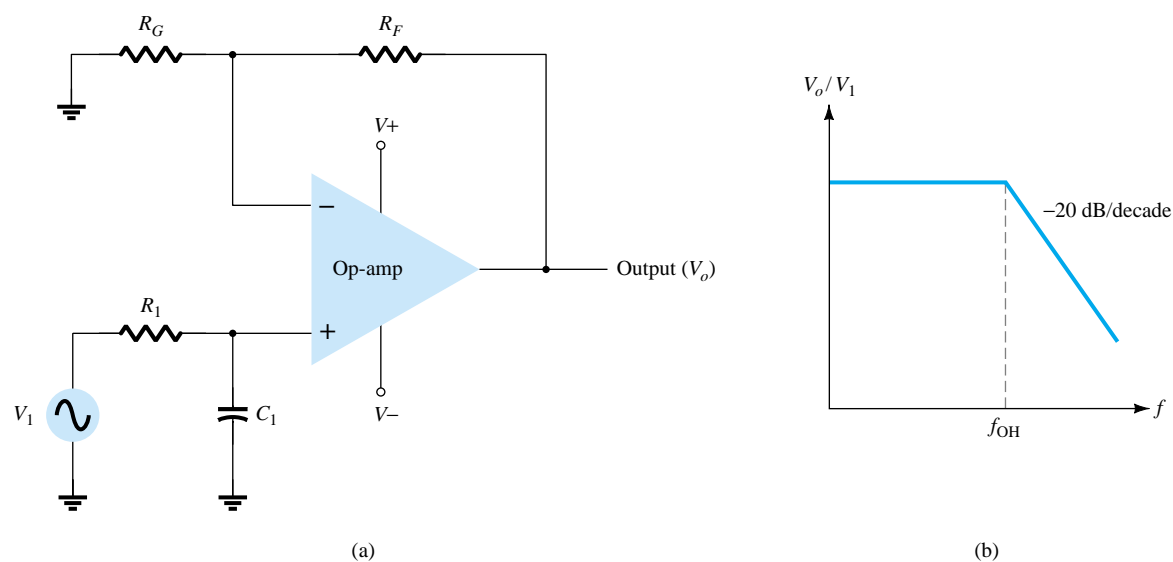 R_G
R_F
V_o / V_1
V+
−
−20 dB/decade
Op-amp
Output (V_o)
R_1
+
V_1
C_1
V−
f
f_OH
(a)
(b)